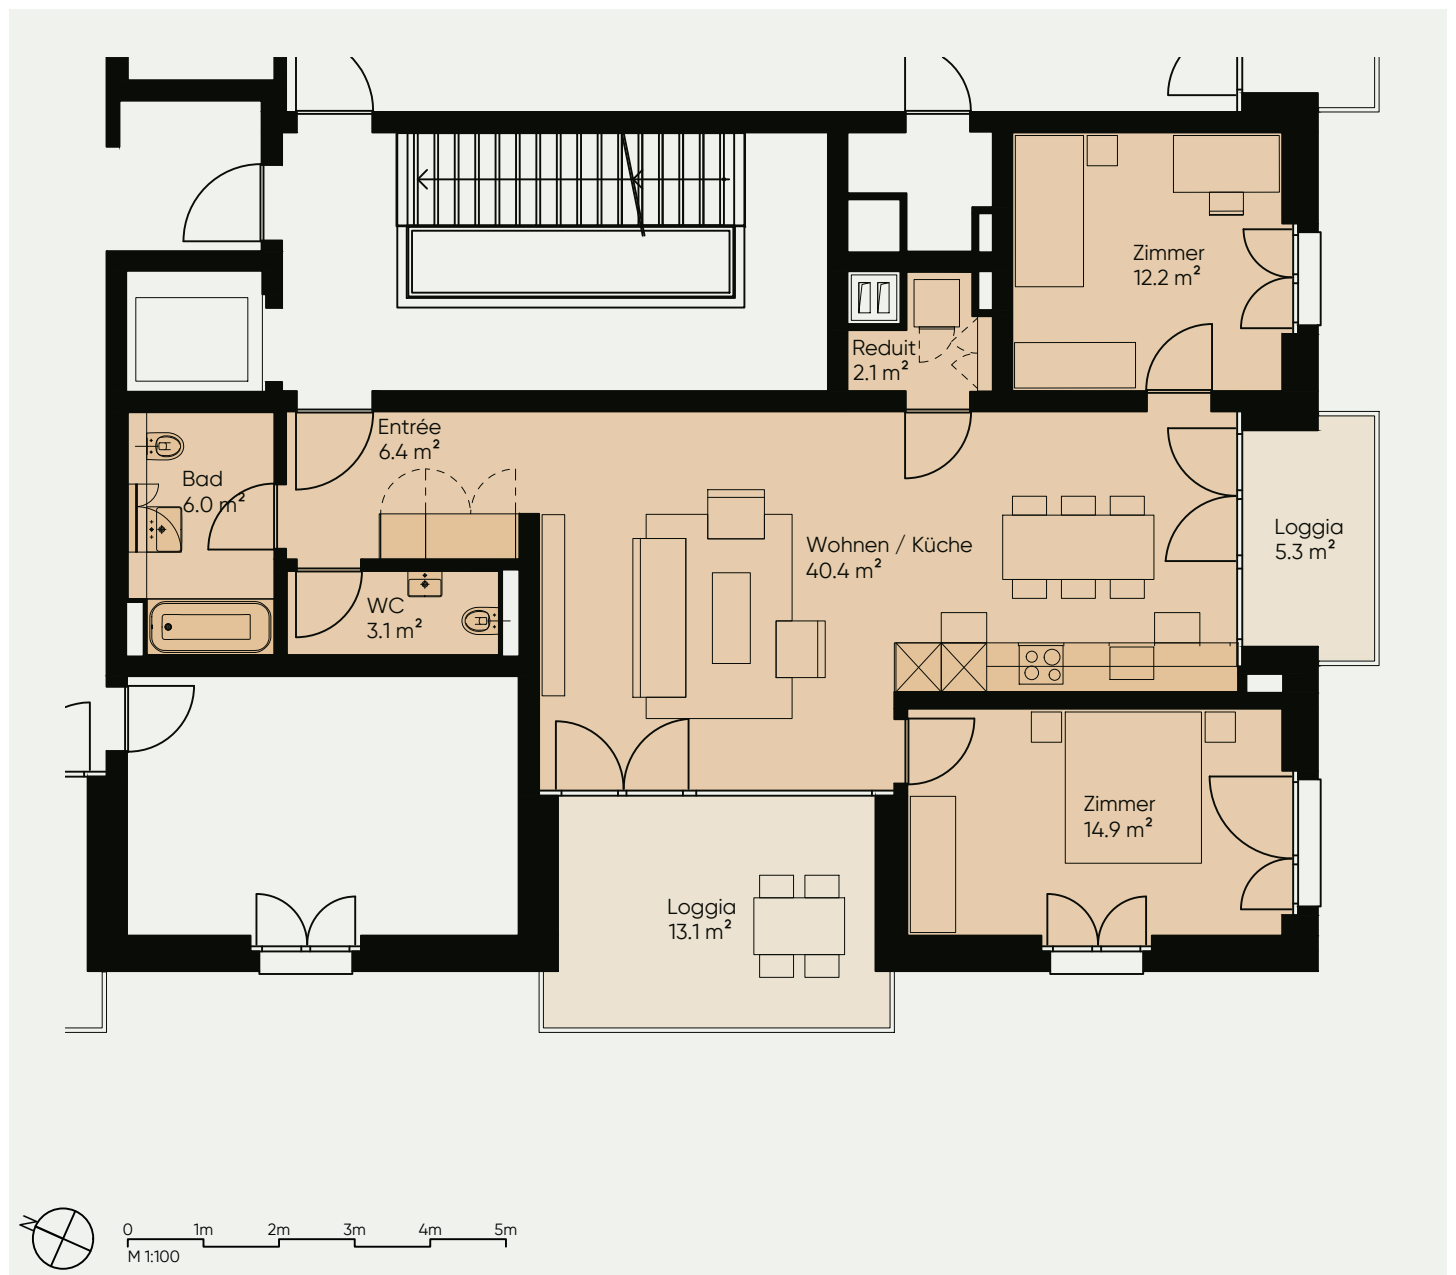 Zimmer
12.2 m²
Reduit
2.1 m²
Entrée
6.4 m²
Bad
6.0 m²
Wohnen / Küche
40.4 m²
Loggia
5.3 m²
WC
3.1 m²
Zimmer
14.9 m²
Loggia
13.1 m²
N
0 1m 2m 3m 4m 5m
M 1:100